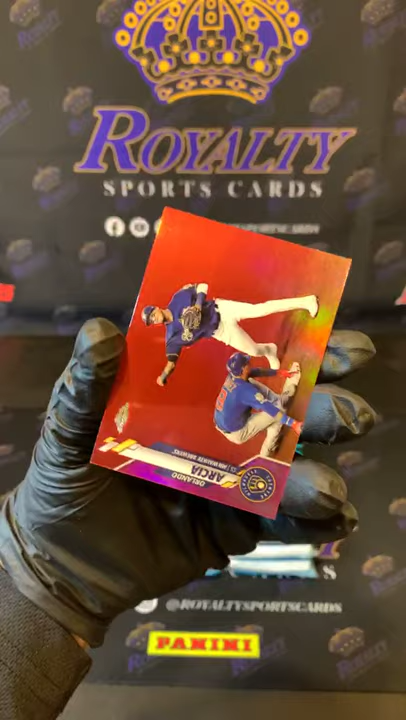 ROYALTY
SPORTS CARDS
ORLANDO
ARCIA
MILWAUKEE BREWERS
@ROYALTYSPORTSCARDS
PANINI